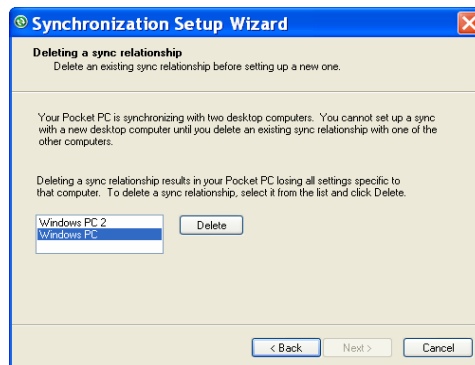 Synchronization Setup Wizard
Deleting a sync relationship
Delete an existing sync relationship before setting up a new one.
Your Pocket PC is synchronizing with two desktop computers. You cannot set up a sync
with a new desktop computer until you delete an existing sync relationship with one of the
other computers.
Deleting a sync relationship results in your Pocket PC losing all settings specific to
that computer. To delete a sync relationship, select it from the list and click Delete.
Windows PC 2
Windows PC
Delete
< Back
Next >
Cancel